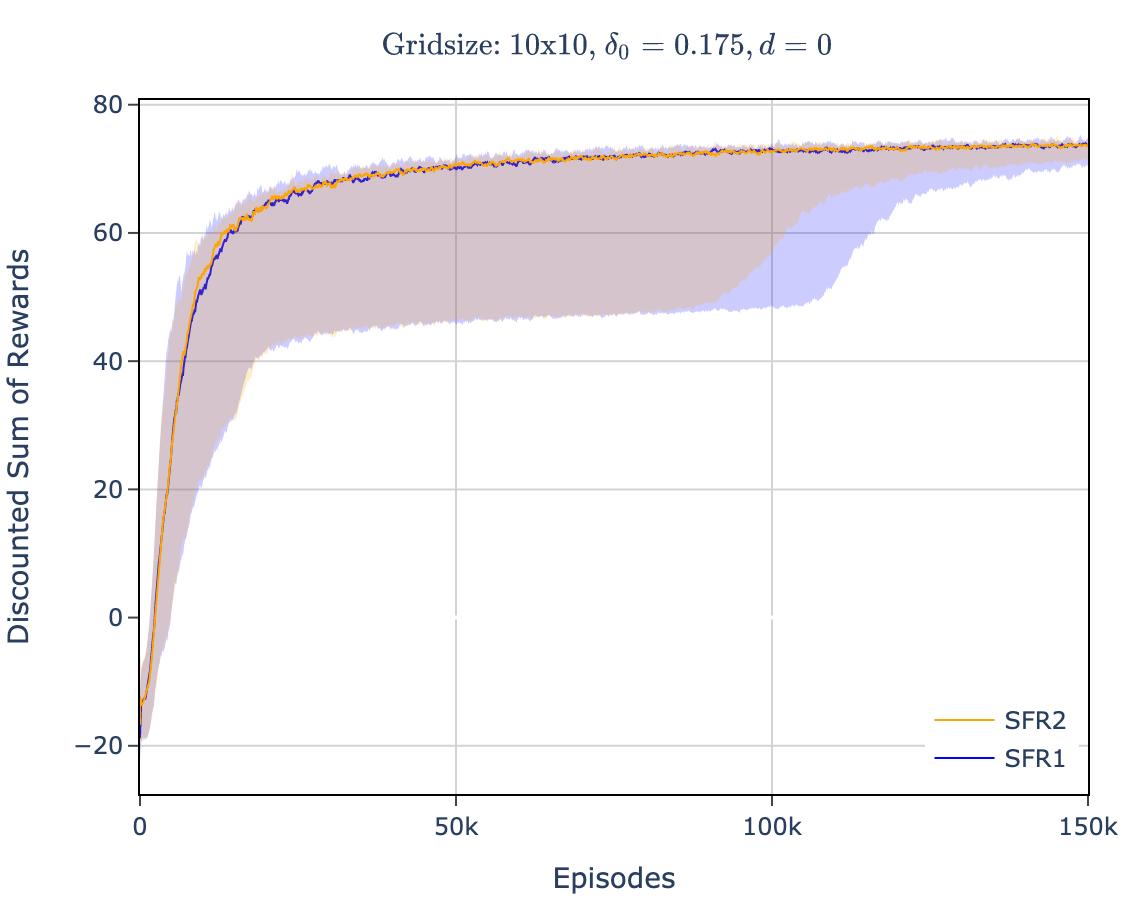 Gridsize: 10x10, δ₀ = 0.175, d = 0
Discounted Sum of Rewards
80
60
40
20
0
−20
SFR2
SFR1
0
50k
100k
150k
Episodes